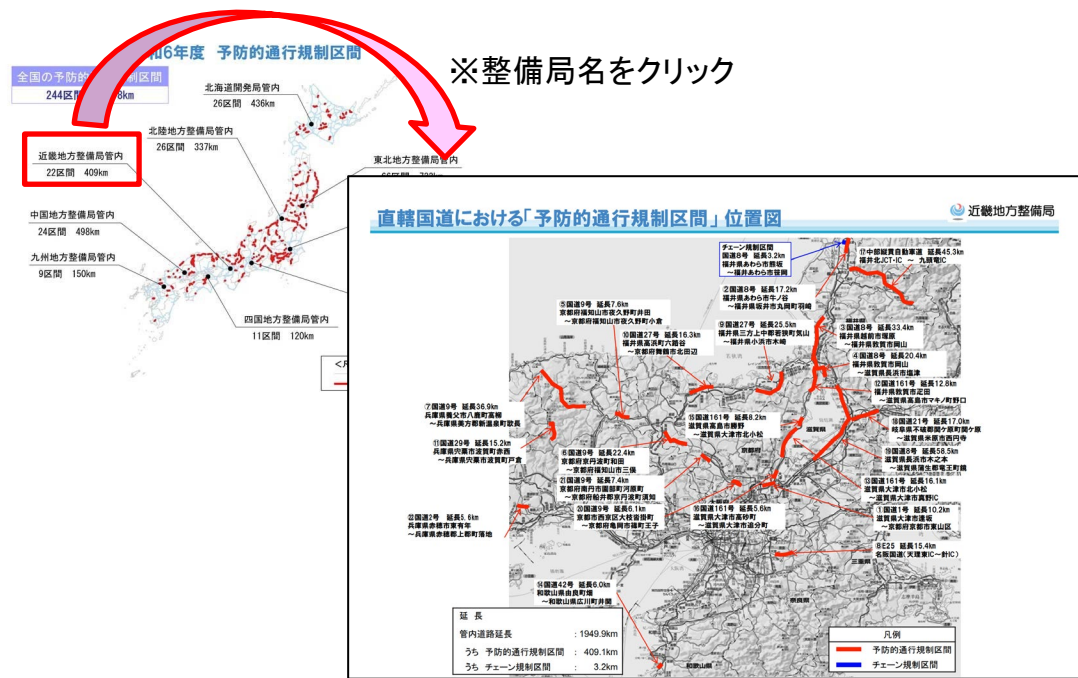 和6年度 予防的通行規制区間
※整備局名をクリック
全国の予防的 制区間
244区間 8km
北海道開発局管内
26区間 436km
北陸地方整備局管内
26区間 337km
近畿地方整備局管内
22区間 409km
東北地方整備局管内
中国地方整備局管内
24区間 498km
九州地方整備局管内
9区間 150km
四国地方整備局管内
11区間 120km
直轄国道における「予防的通行規制区間」位置図
近畿地方整備局
チェーン規制区間
国道8号 延長3.2km
福井県あわら市熊坂
～福井あわら市笹岡
⑰中部縦貫自動車道 延長45.3km
福井北JCT・IC ～ 九頭竜IC
②国道8号 延長17.2km
福井県あわら市牛ノ谷
～福井県坂井市丸岡町羽崎
⑤国道9号 延長7.6km
京都府福知山市夜久野町井田
～京都府福知山市夜久野町小倉
⑨国道27号 延長25.5km
福井県三方上中郡若狭町気山
～福井県小浜市木崎
③国道8号 延長33.4km
福井県越前市塚原
～福井県敦賀市岡山
⑩国道27号 延長16.3km
福井県高浜町六路谷
～京都府舞鶴市北田辺
④国道8号 延長20.4km
福井県敦賀市岡山
～滋賀県長浜市塩津
⑫国道161号 延長12.8km
福井県敦賀市疋田
～滋賀県高島市マキノ町野口
⑦国道9号 延長36.9km
兵庫県養父市八鹿町高柳
～兵庫県美方郡新温泉町歌長
⑮国道161号 延長8.2km
滋賀県高島市勝野
～滋賀県大津市北小松
⑱国道21号 延長17.0km
岐阜県不破郡関ケ原町関ケ原
～滋賀県米原市西円寺
⑪国道29号 延長15.2km
兵庫県宍粟市波賀町赤西
～兵庫県宍粟市波賀町戸倉
⑥国道9号 延長22.4km
京都府京丹波町和田
～京都府福知山市三俣
⑲国道8号 延長58.5km
滋賀県長浜市木之本
～滋賀県蒲生郡竜王町鏡
㉑国道9号 延長7.4km
京都府南丹市園部町河原町
～京都府船井郡京丹波町須知
⑬国道161号 延長16.1km
滋賀県大津市北小松
～滋賀県大津市真野IC
⑳国道9号 延長6.1km
京都市西京区大枝沓掛町
～京都府亀岡市篠町王子
⑯国道161号 延長5.6km
滋賀県大津市高砂町
～滋賀県大津市追分町
①国道1号 延長10.2km
滋賀県大津市逢坂
～京都府京都市東山区
㉒国道2号 延長5.6km
兵庫県赤穂市東有年
～兵庫県赤穂郡上郡町落地
⑧E25 延長15.4km
名阪国道（天理東IC～針IC）
滋賀県
京都府
三重県
奈良県
和歌山県
⑭国道42号 延長6.0km
和歌山県由良町畑
～和歌山県広川町井関
延 長
管内道路延長 : 1949.9km
うち 予防的通行規制区間 : 409.1km
うち チェーン規制区間 : 3.2km
凡例
予防的通行規制区間
チェーン規制区間